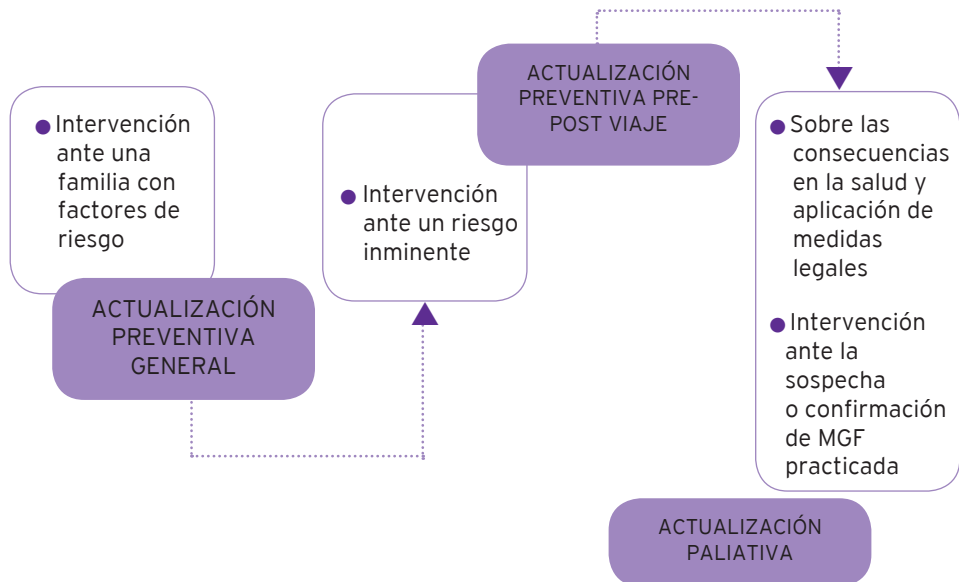 ● Intervención
ante una
familia con
factores de
riesgo
ACTUALIZACIÓN
PREVENTIVA
GENERAL
● Intervención
ante un riesgo
inminente
ACTUALIZACIÓN
PREVENTIVA PRE-
POST VIAJE
● Sobre las
consecuencias
en la salud y
aplicación de
medidas
legales
● Intervención
ante la
sospecha
o confirmación
de MGF
practicada
ACTUALIZACIÓN
PALIATIVA